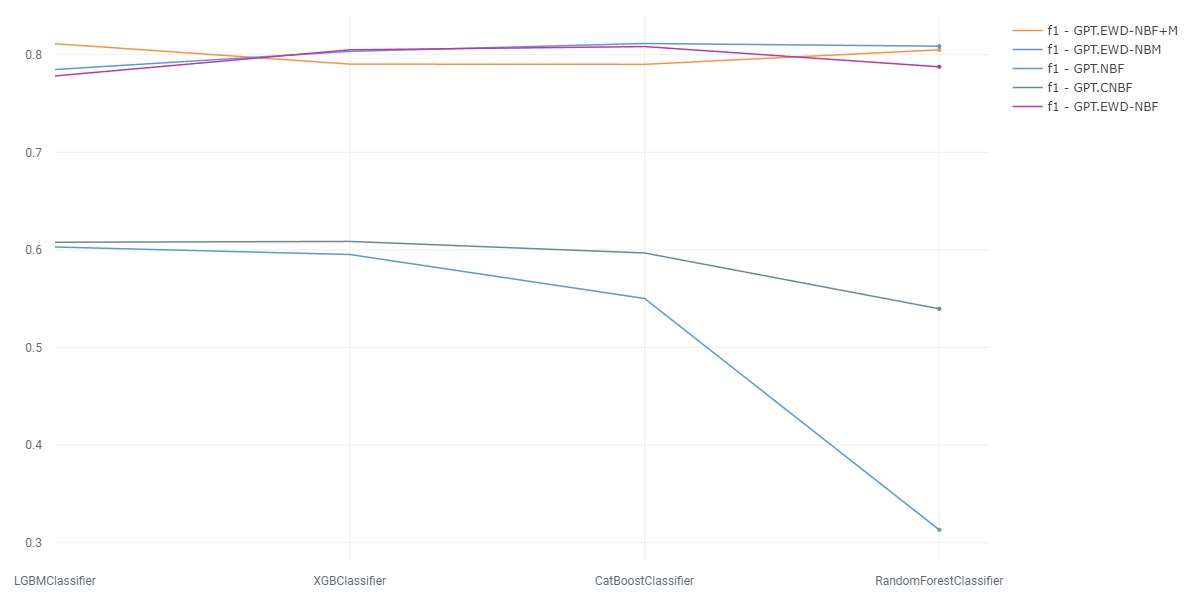 0.8
0.7
0.6
0.5
0.4
0.3
LGBMClassifier
XGBClassifier
CatBoostClassifier
RandomForestClassifier
f1 - GPT.EWD-NBF+M
f1 - GPT.EWD-NBM
f1 - GPT.NBF
f1 - GPT.CNBF
f1 - GPT.EWD-NBF